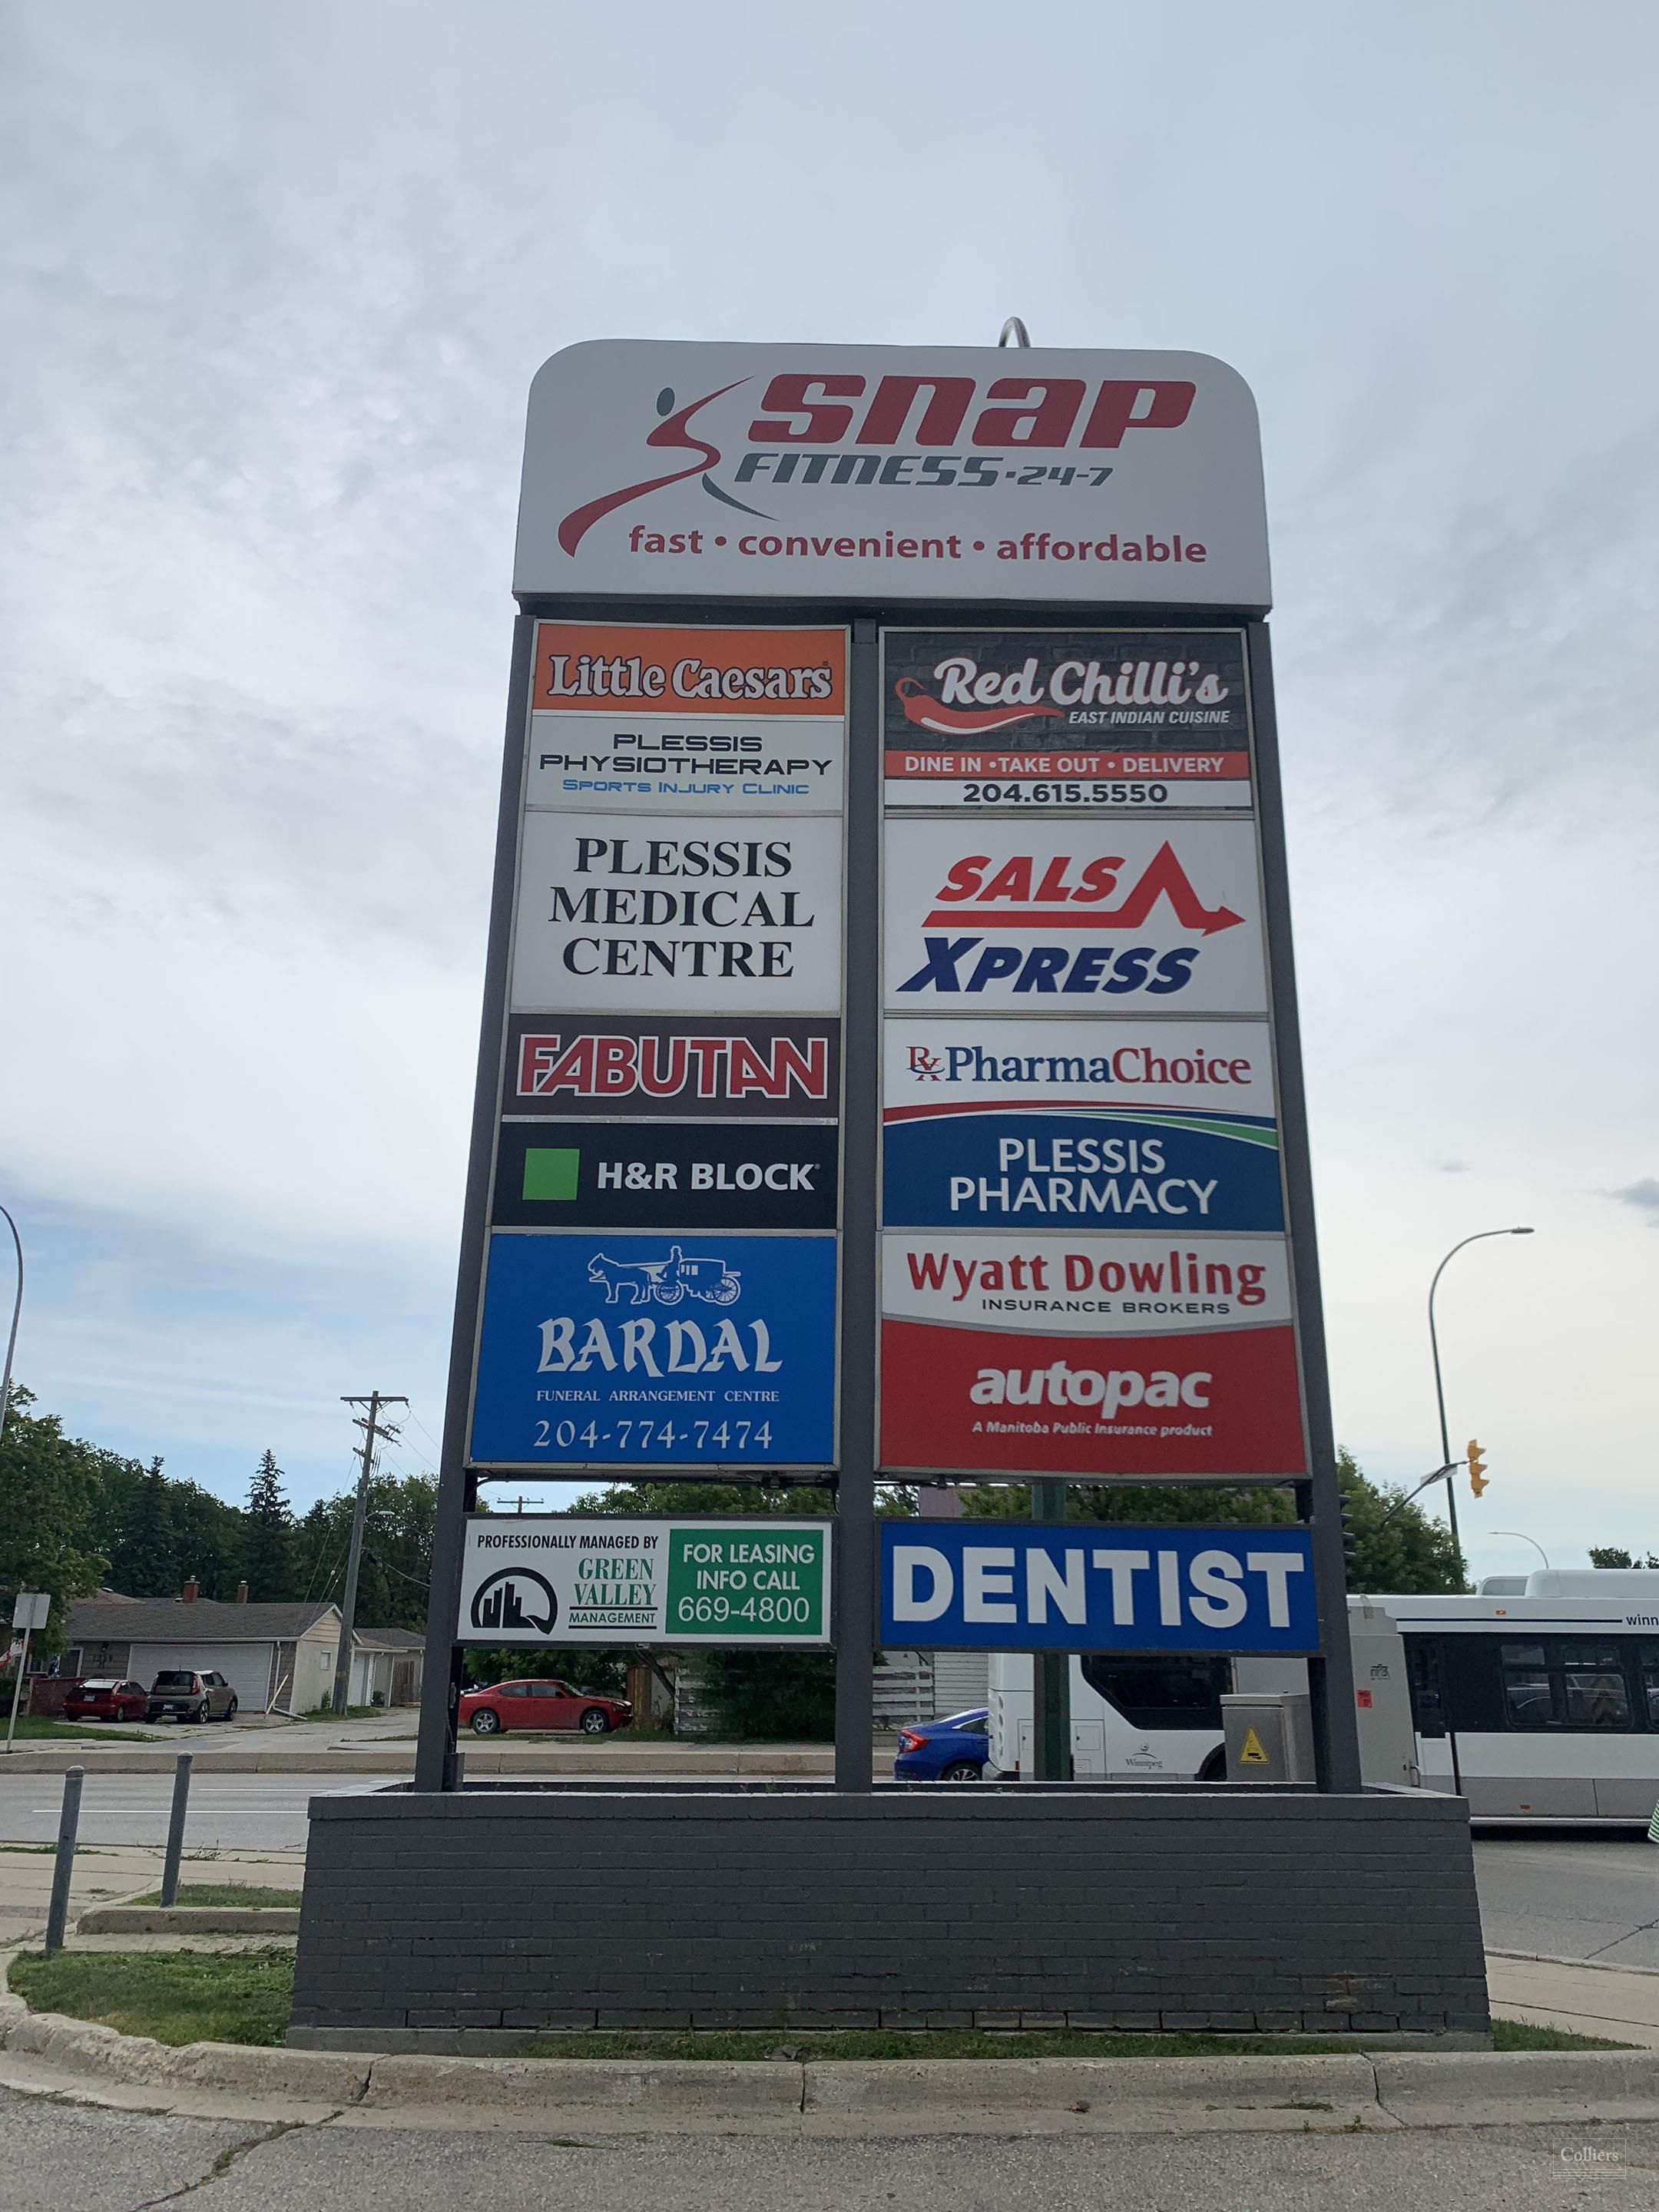 snap
FITNESS·24-7
fast • convenient • affordable
Little Caesars
PLESSIS
PHYSIOTHERAPY
SPORTS INJURY CLINIC
PLESSIS
MEDICAL
CENTRE
FABUTAN
H&R BLOCK
BARDAL
FUNERAL ARRANGEMENT CENTRE
204-774-7474
PROFESSIONALLY MANAGED BY
GREEN
VALLEY
MANAGEMENT
FOR LEASING
INFO CALL
669-4800
Red Chilli's
EAST INDIAN CUISINE
DINE IN •TAKE OUT • DELIVERY
204.615.5550
SALS
XPRESS
Rx PharmaChoice
PLESSIS
PHARMACY
Wyatt Dowling
INSURANCE BROKERS
autopac
A Manitoba Public Insurance product
DENTIST
winn
Winnipeg
Colliers